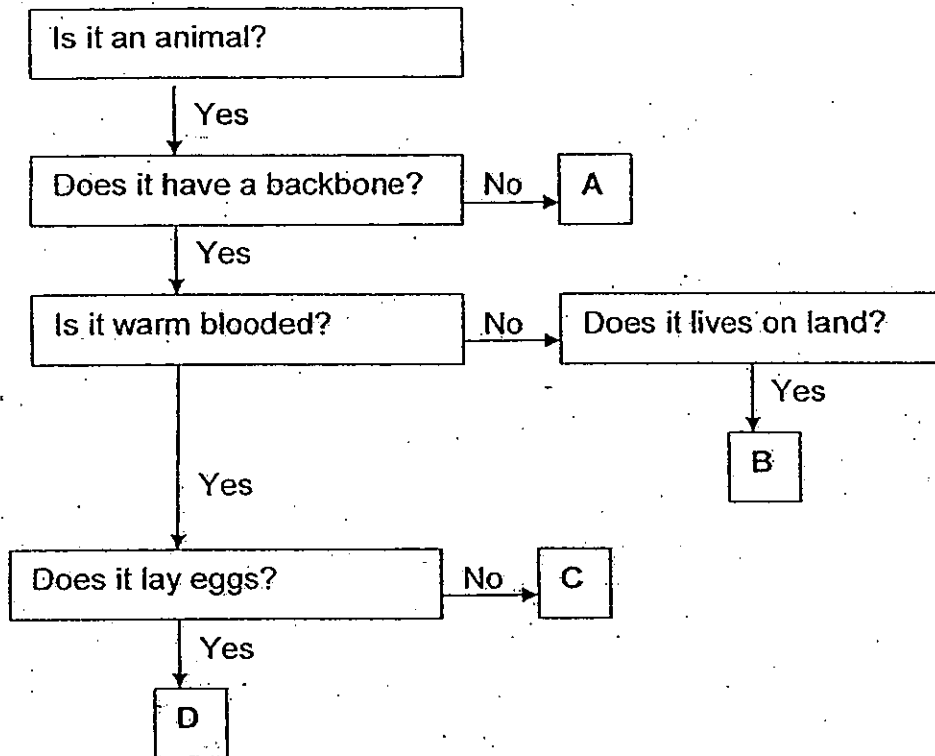 Is it an animal?
Yes
Does it have a backbone? No A
Yes
Is it warm blooded? No Does it lives on land?
Yes
B
Yes
Does it lay eggs? No C
Yes
D